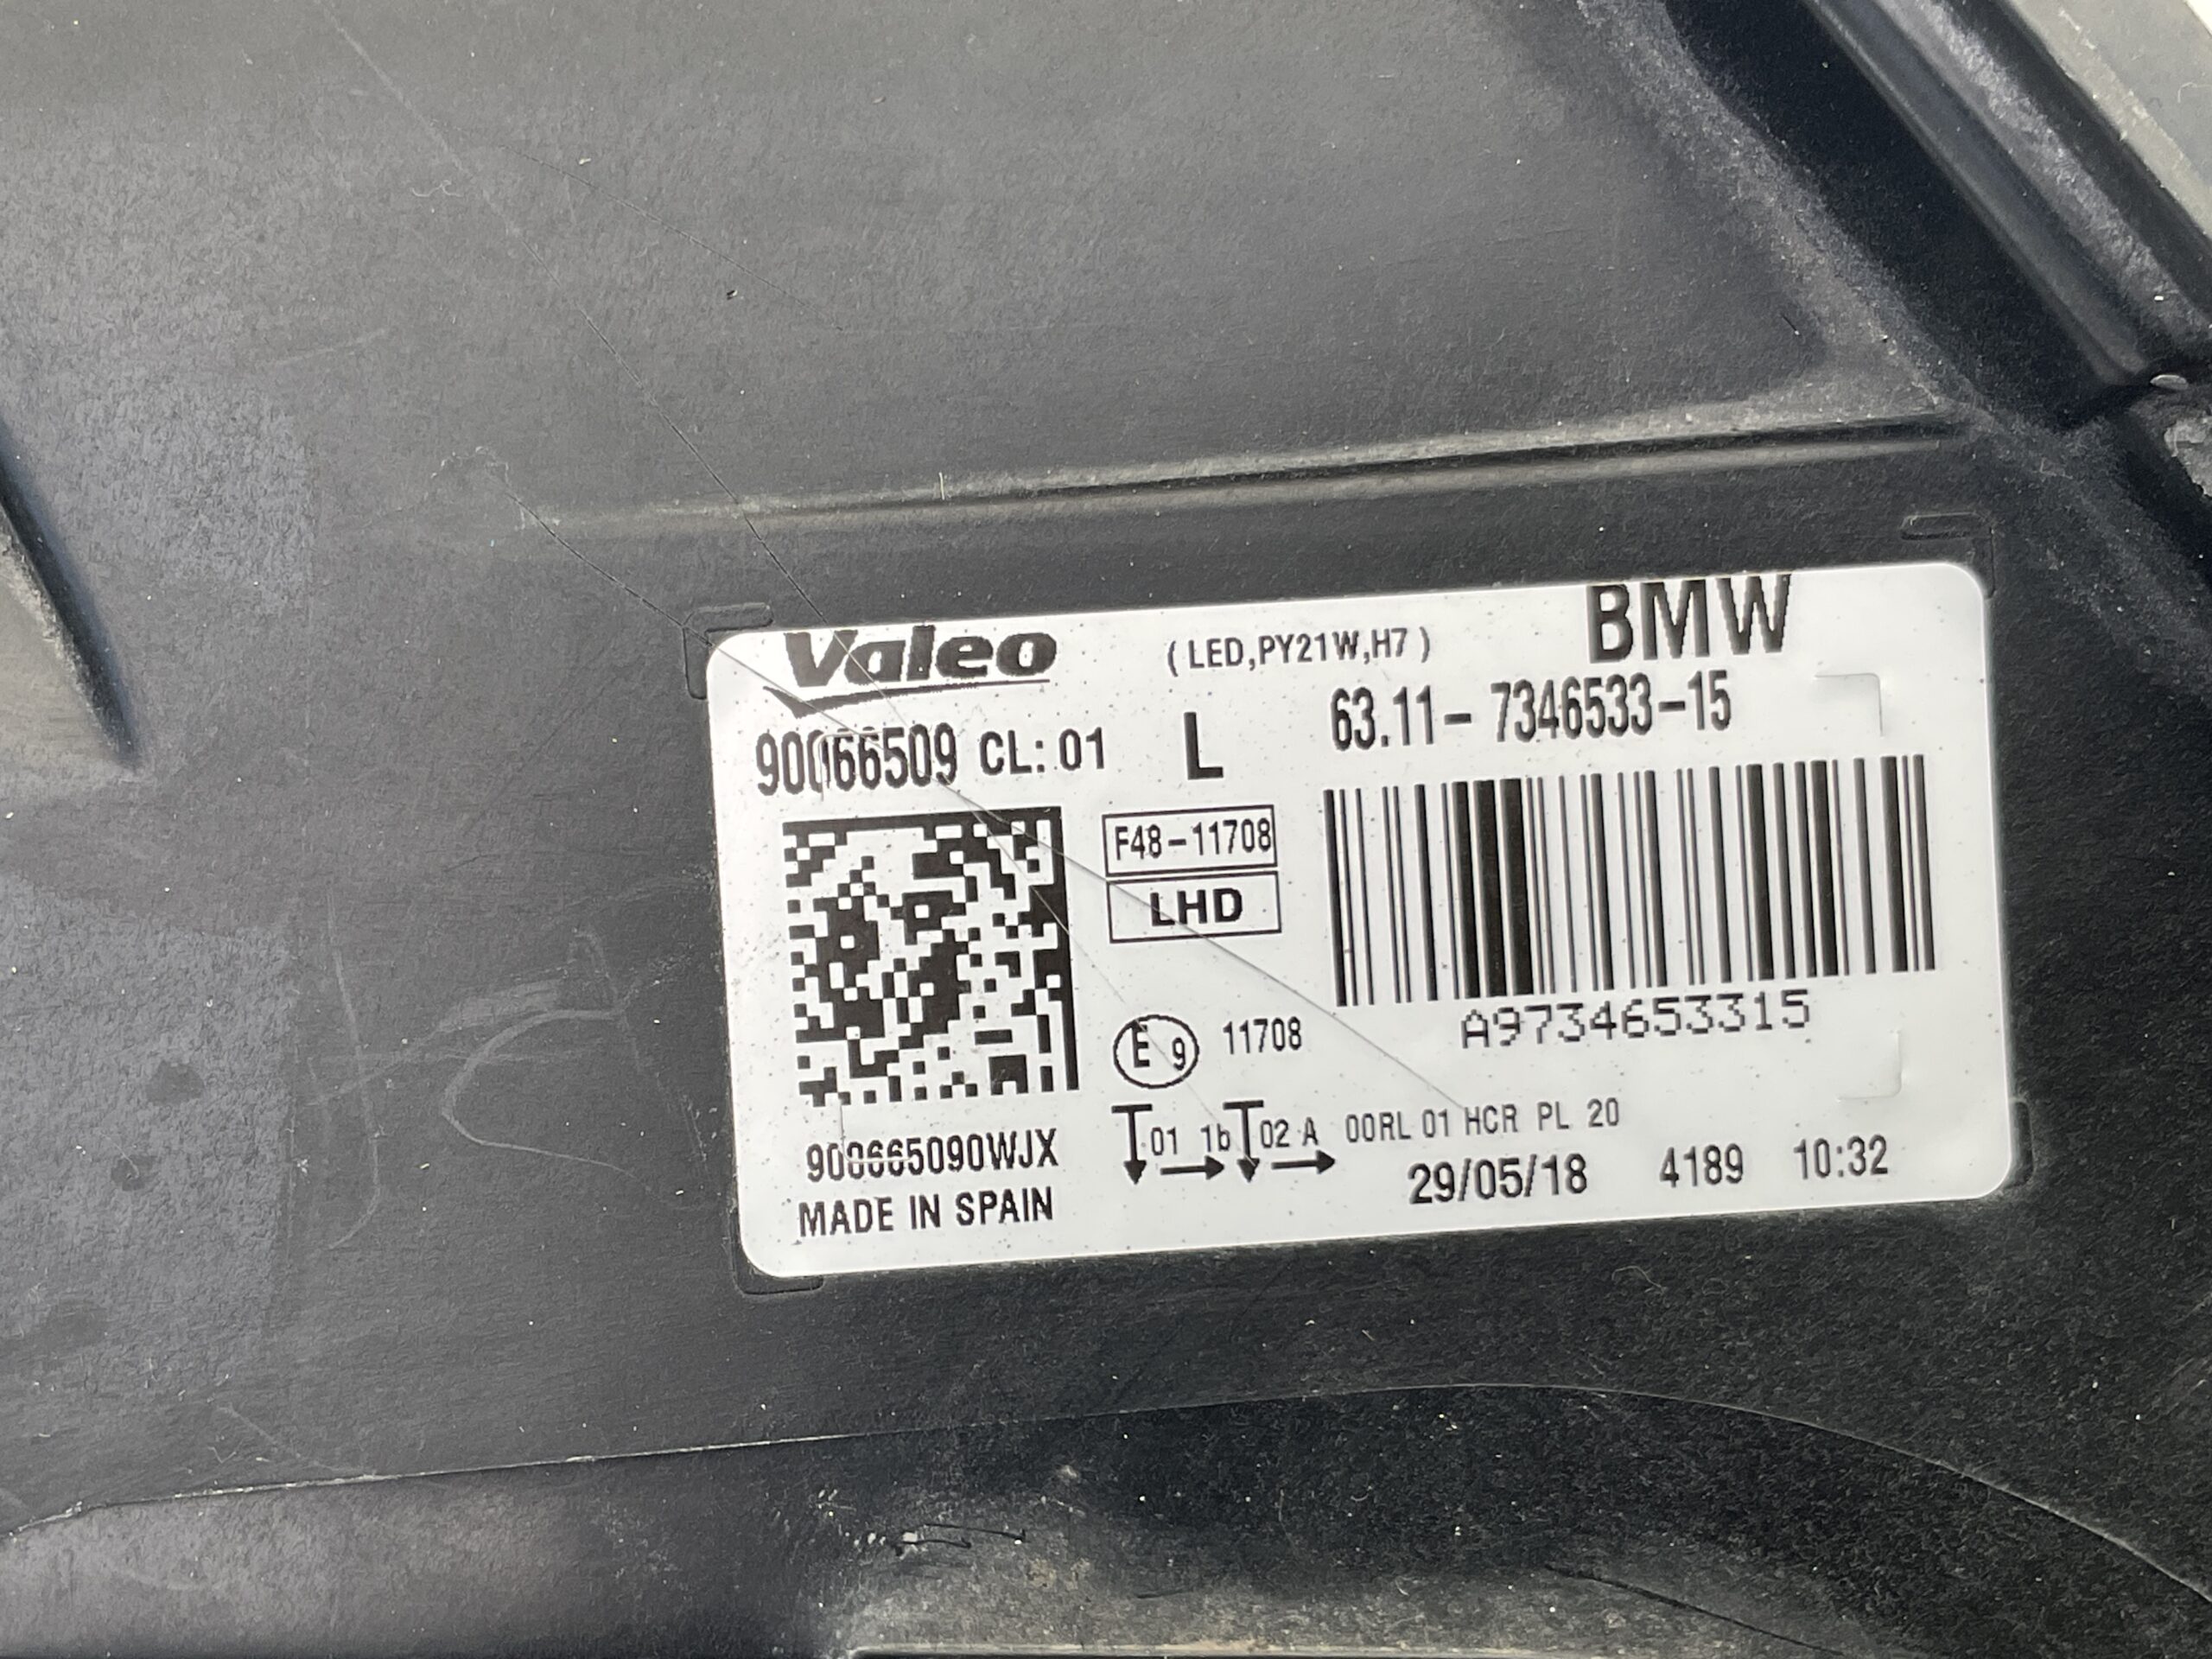 Valeo (LED,PY21W,H7) BMW
90066509 CL: 01 L 63.11- 7346533-15
F48-11708
LHD
A9734653315
E 9 11708
01 1b 02 A 00RL 01 HCR PL 20
900665090WJX
29/05/18 4189 10:32
MADE IN SPAIN